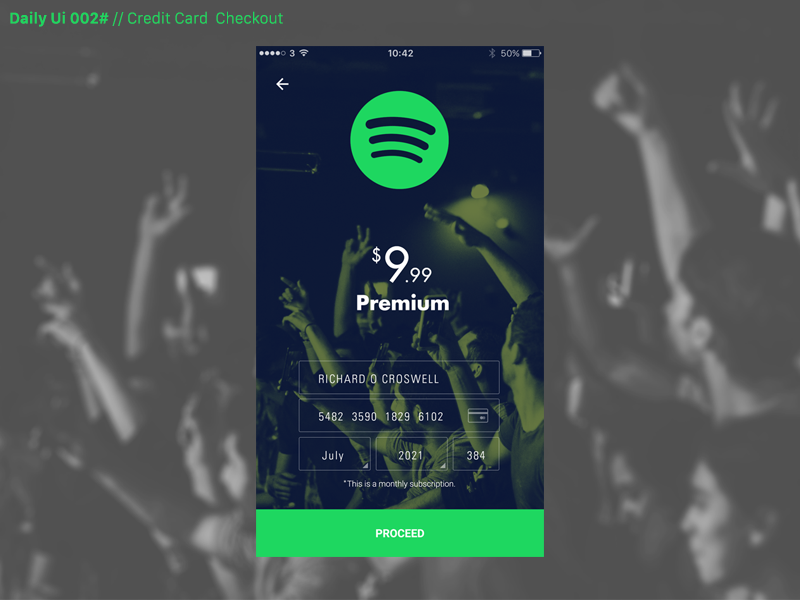 Daily Ui 002# // Credit Card Checkout
3 10:42 50%
$9.99
Premium
RICHARD O CROSWELL
5482 3590 1829 6102
July 2021 384
*This is a monthly subscription.
PROCEED